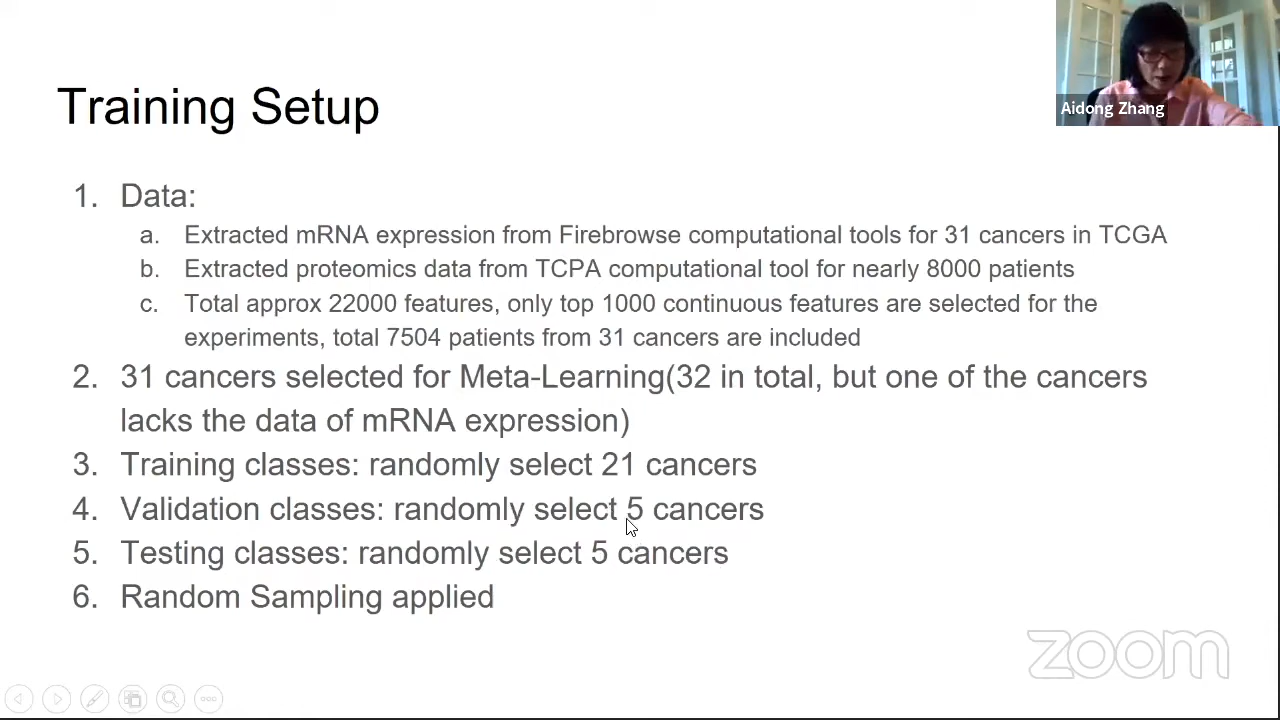 Aidong Zhang
Training Setup
1. Data:
a. Extracted mRNA expression from Firebrowse computational tools for 31 cancers in TCGA
b. Extracted proteomics data from TCPA computational tool for nearly 8000 patients
c. Total approx 22000 features, only top 1000 continuous features are selected for the
experiments, total 7504 patients from 31 cancers are included
2. 31 cancers selected for Meta-Learning(32 in total, but one of the cancers
lacks the data of mRNA expression)
3. Training classes: randomly select 21 cancers
4. Validation classes: randomly select 5 cancers
5. Testing classes: randomly select 5 cancers
6. Random Sampling applied
zoom